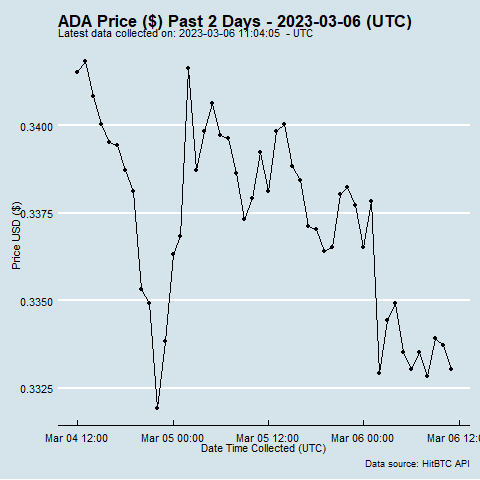 ADA Price ($) Past 2 Days - 2023-03-06 (UTC)
Latest data collected on: 2023-03-06 11:04:05  - UTC
0.3400
0.3375
0.3350
0.3325
Price USD ($)
Mar 04 12:00 Mar 05 00:00 Mar 05 12:00 Mar 06 00:00 Mar 06 12:
Date Time Collected (UTC)
Data source: HitBTC API